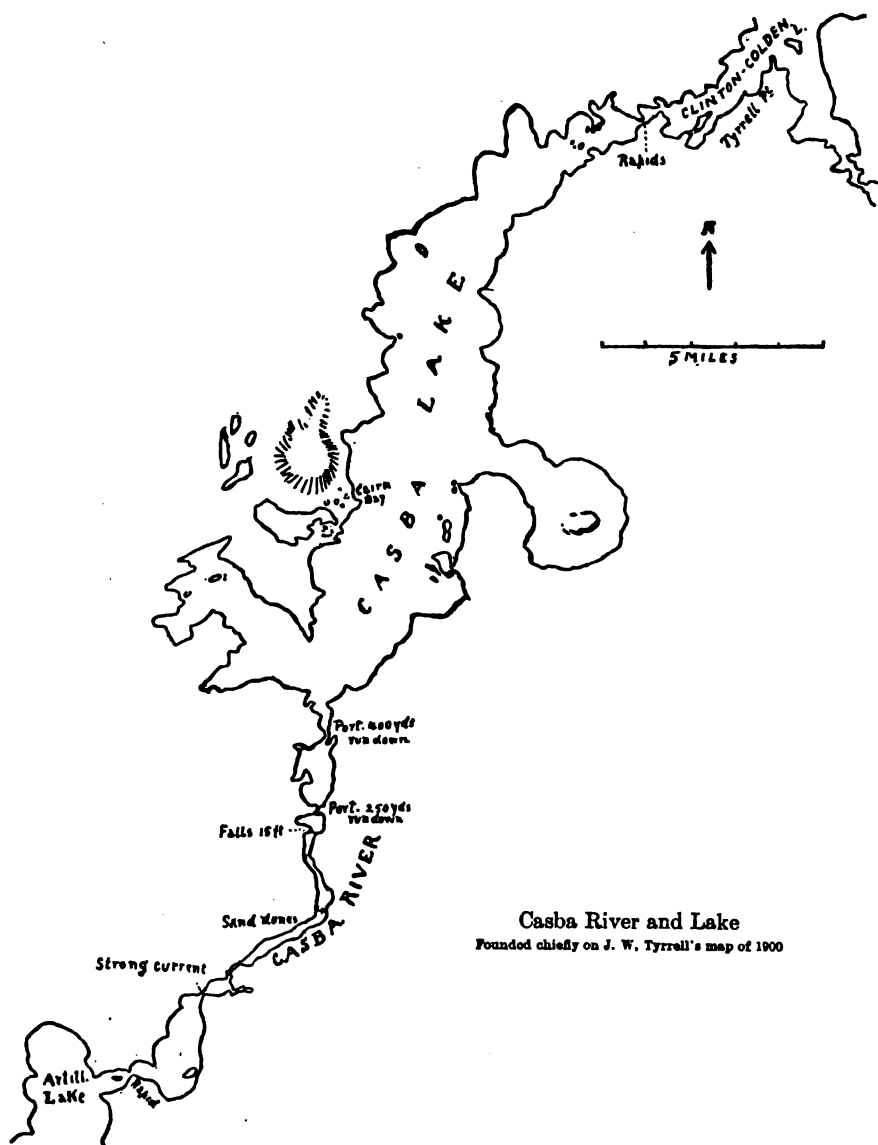 CLINTON-COLDEN L.
Tyrrell Pt
Rapids
N
5 MILES
CASBA LAKE
Cairn
Bay
Port. 400yds
run down
Port. 250yds
run down
Falls 15ft
CASBA RIVER
Sand dones
Strong current
Artill.
Lake
Rapid
Casba River and Lake
Founded chiefly on J. W. Tyrrell's map of 1900